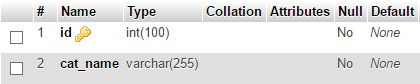 # Name Type Collation Attributes Null Default
1 id int(100) No None
2 cat_name varchar(255) No None